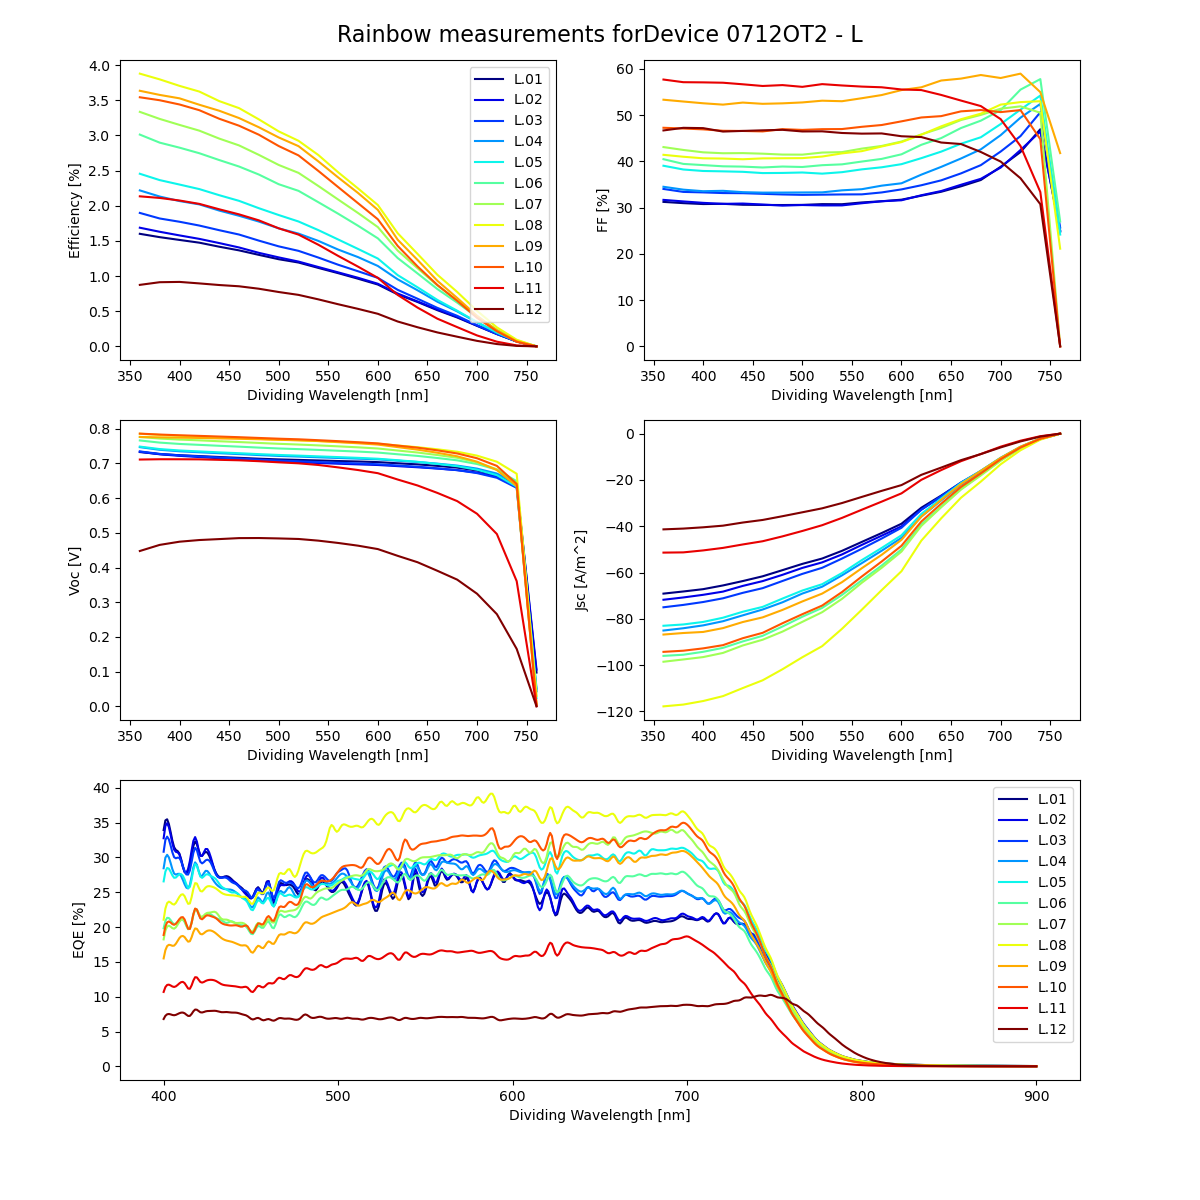 Rainbow measurements forDevice 0712OT2 - L
4.0
3.5
3.0
2.5
2.0
1.5
1.0
0.5
0.0
Efficiency [%]
350 400 450 500 550 600 650 700 750
Dividing Wavelength [nm]
L.01
L.02
L.03
L.04
L.05
L.06
L.07
L.08
L.09
L.10
L.11
L.12
60
50
40
30
20
10
0
FF [%]
350 400 450 500 550 600 650 700 750
Dividing Wavelength [nm]
0.8
0.7
0.6
0.5
0.4
0.3
0.2
0.1
0.0
Voc [V]
350 400 450 500 550 600 650 700 750
Dividing Wavelength [nm]
0
−20
−40
−60
−80
−100
−120
Jsc [A/m^2]
350 400 450 500 550 600 650 700 750
Dividing Wavelength [nm]
40
35
30
25
20
15
10
5
0
EQE [%]
400 500 600 700 800 900
Dividing Wavelength [nm]
L.01
L.02
L.03
L.04
L.05
L.06
L.07
L.08
L.09
L.10
L.11
L.12